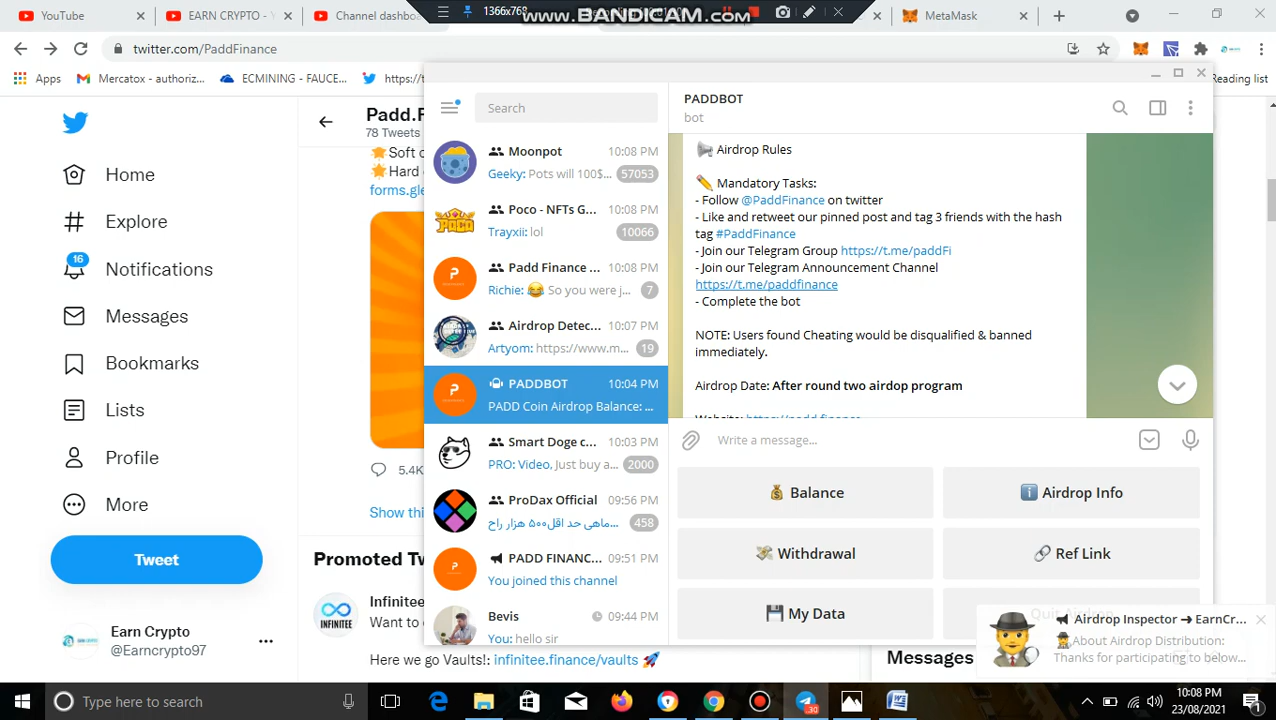 YouTube
EARN CRYPTO - Y
Channel dashboa
1366x768
www.BANDICAM.com
MetaMask
twitter.com/PaddFinance
Apps
Mercatox - authoriz...
ECMINING - FAUCE...
https://t
Reading list
Padd.F
78 Tweets
Soft c
Hard
forms.gle
Home
Explore
16
Notifications
Messages
Bookmarks
Lists
Profile
More
Tweet
Earn Crypto
@Earncrypto97
5.4K
Show thi
Promoted Tw
Infinitee
Want to
Here we go Vaults!: infinitee.finance/vaults
Messages
Search
Moonpot 10:08 PM
Geeky: Pots will 100$... 57053
Poco - NFTs G... 10:08 PM
Trayxii: lol 10066
Padd Finance ... 10:08 PM
Richie: 😂 So you were j... 7
Airdrop Detec... 10:07 PM
Artyom: https://www.m... 19
PADDBOT 10:04 PM
PADD Coin Airdrop Balance: ...
Smart Doge c... 10:03 PM
PRO: Video, Just buy a... 2000
ProDax Official 09:56 PM
...ماهی حد اقل۵۰۰ هزار راح 458
PADD FINANC... 09:51 PM
You joined this channel
Bevis 09:44 PM
You: hello sir
PADDBOT
bot
Airdrop Rules
Mandatory Tasks:
- Follow @PaddFinance on twitter
- Like and retweet our pinned post and tag 3 friends with the hash
tag #PaddFinance
- Join our Telegram Group https://t.me/paddFi
- Join our Telegram Announcement Channel
https://t.me/paddfinance
- Complete the bot
NOTE: Users found Cheating would be disqualified & banned
immediately.
Airdrop Date: After round two airdop program
Website: https://padd.finance
Write a message...
Balance
Airdrop Info
Withdrawal
Ref Link
My Data
Quit Airdrop
Airdrop Inspector ➜ EarnCr...
About Airdrop Distribution:
Thanks for participating to below...
Type here to search
30
10:08 PM
23/08/2021
1